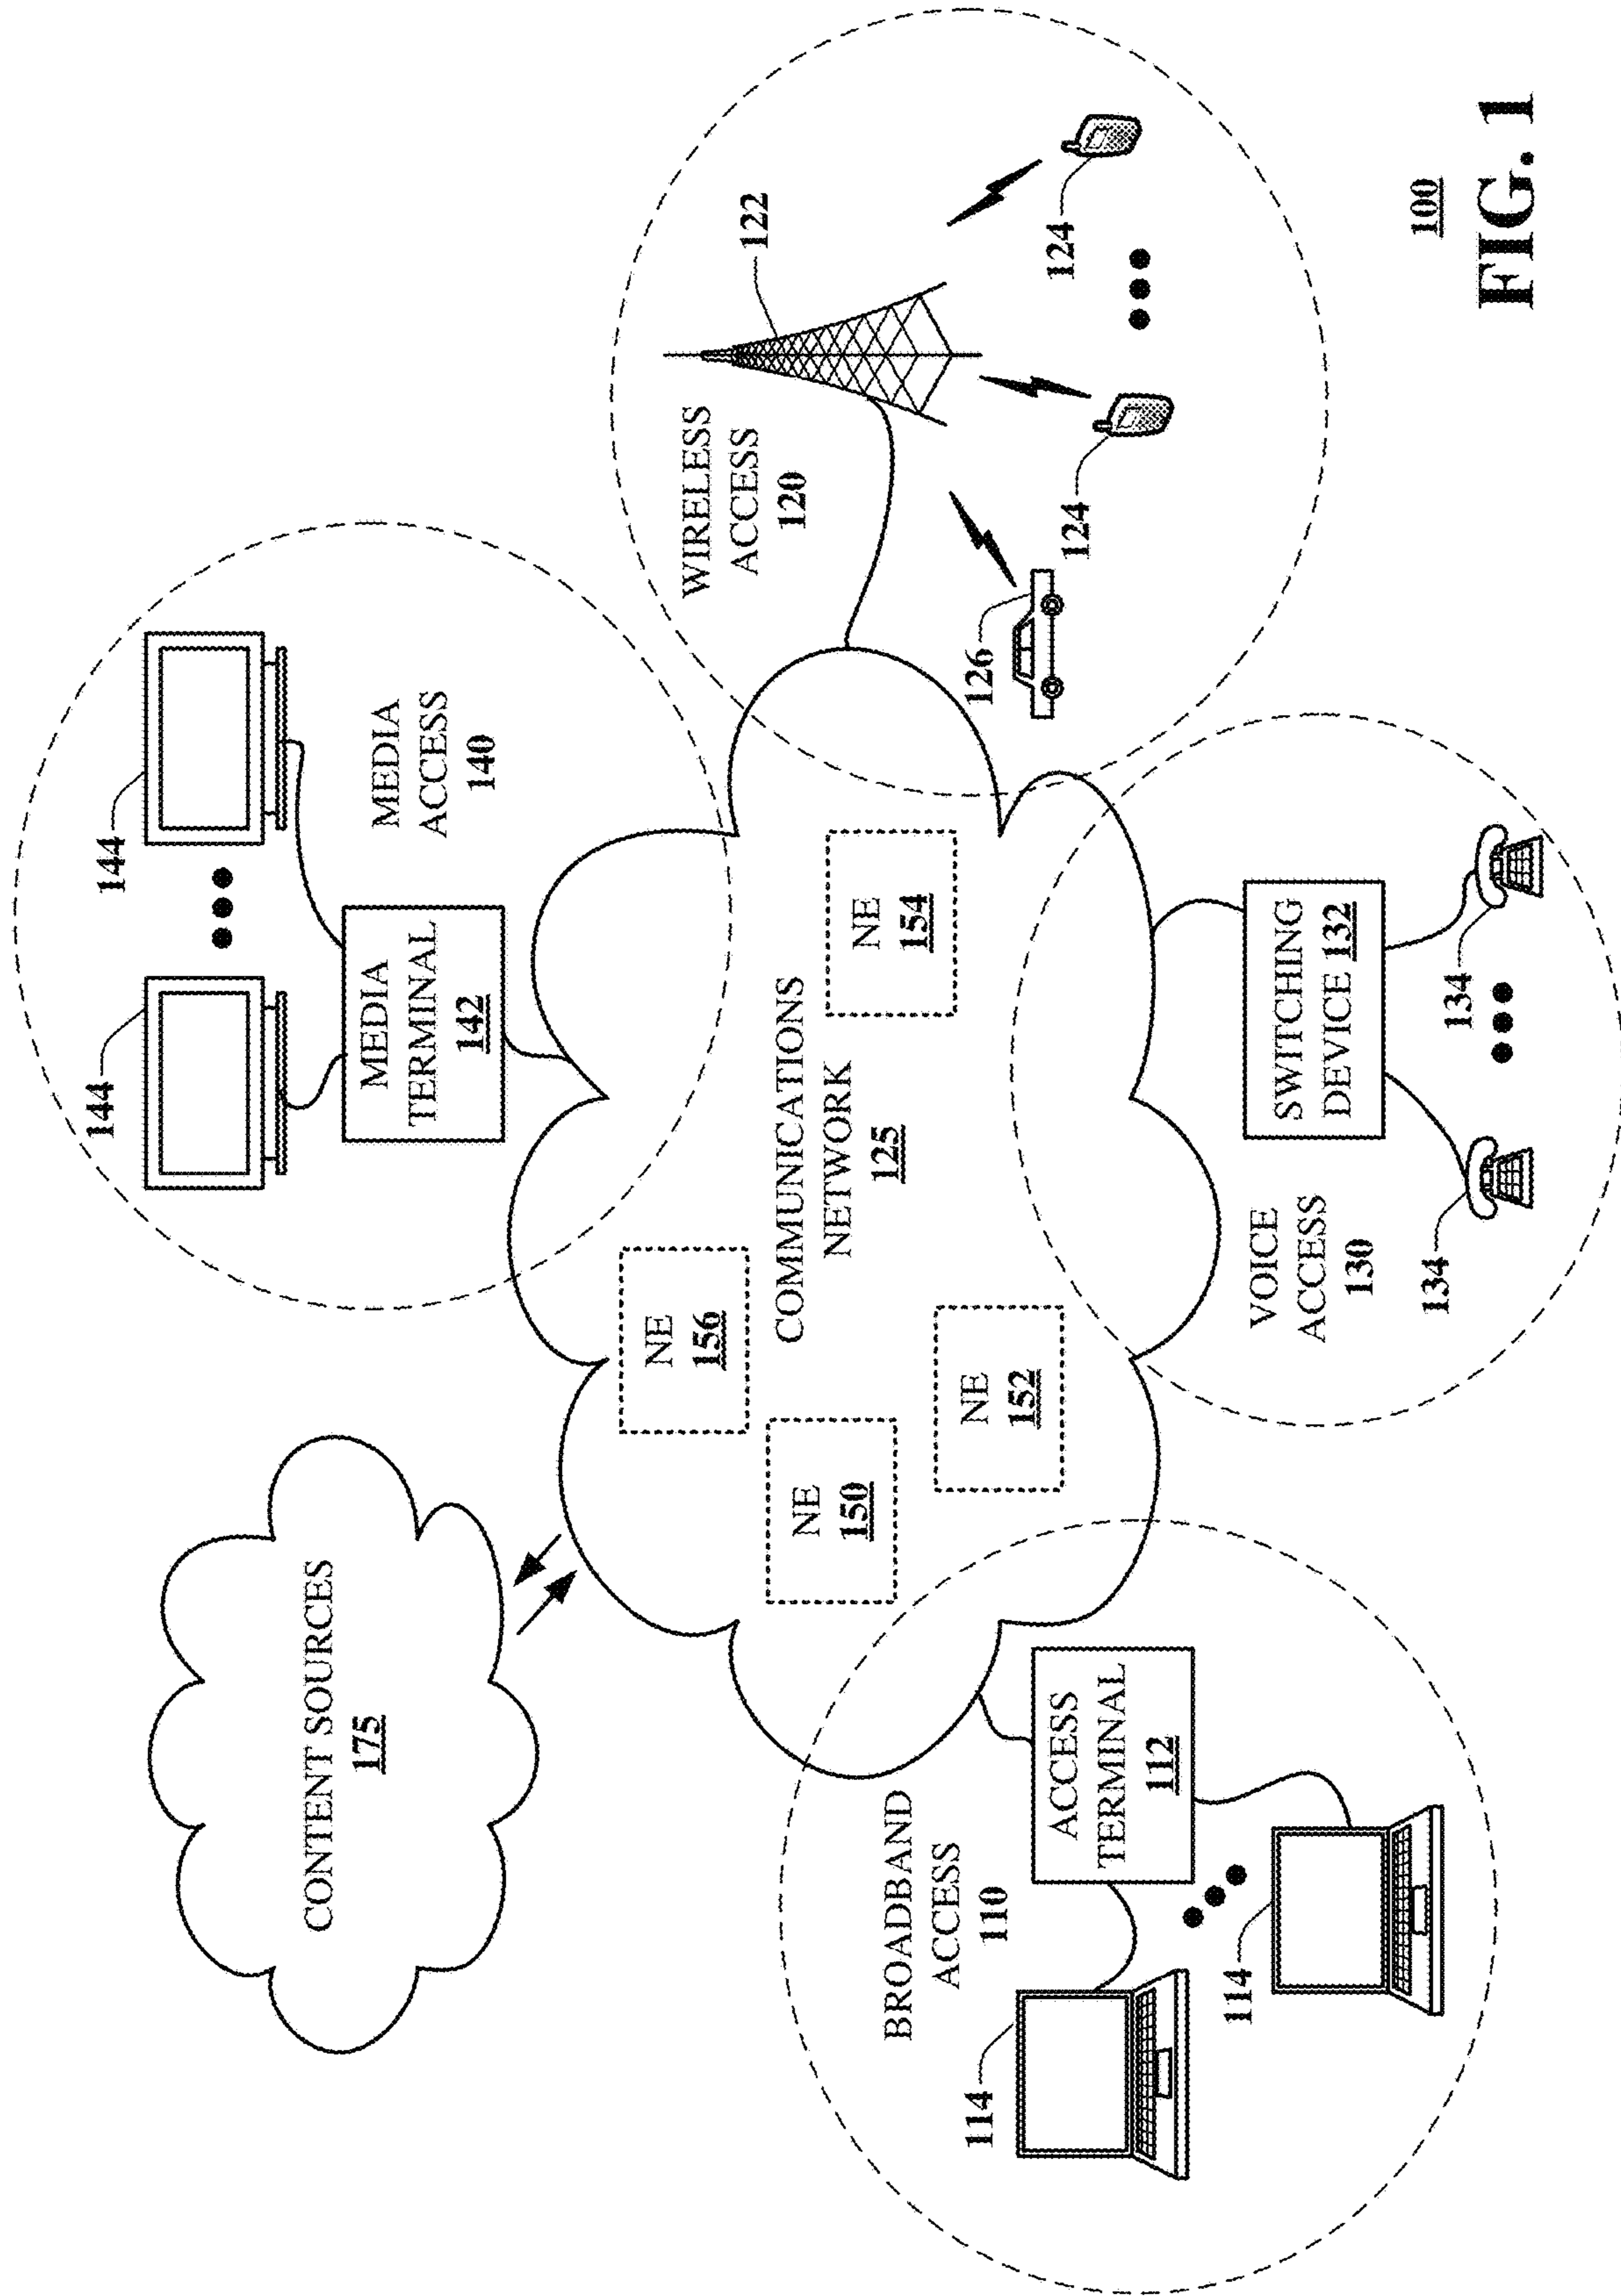 CONTENT SOURCES
175
144
144
MEDIA
TERMINAL
142
MEDIA
ACCESS
140
NE
156
NE
150
NE
152
NE
154
COMMUNICATIONS
NETWORK
125
WIRELESS
ACCESS
120
122
126
124
124
BROADBAND
ACCESS
110
ACCESS
TERMINAL
112
114
114
VOICE
ACCESS
130
SWITCHING
DEVICE 132
134
134
100
FIG. 1